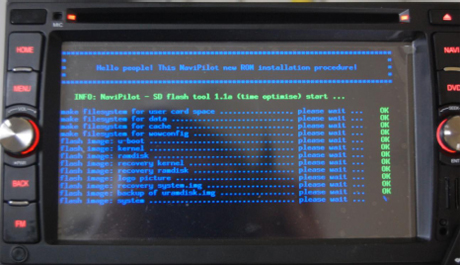 MIC
HOME
NAVI
MENU
DVD
BACK
FM
ENT
Hello people! This NaviPilot new ROM installation procedure!
INFO: NaviPilot - SD flash tool 1.1a (time optimise) start ...
make filesystem for user card space ................, please wait ... OK
make filesystem for data ..........................., please wait ... OK
make filesystem for cache .........................., please wait ... OK
make filesystem for wowconfig ......................, please wait ... OK
flash image: u-boot ................................, please wait ... OK
flash image: kernel ................................, please wait ... OK
flash image: ramdisk ..............................., please wait ... OK
flash image: recovery kernel ......................., please wait ... OK
flash image: recovery ramdisk ......................, please wait ... OK
flash image: logo picture .........................., please wait ... OK
flash image: recovery system.img ..................., please wait ... OK
flash image: backup of uramdisk.img ................, please wait ... OK
flash image: system ................................, please wait ...